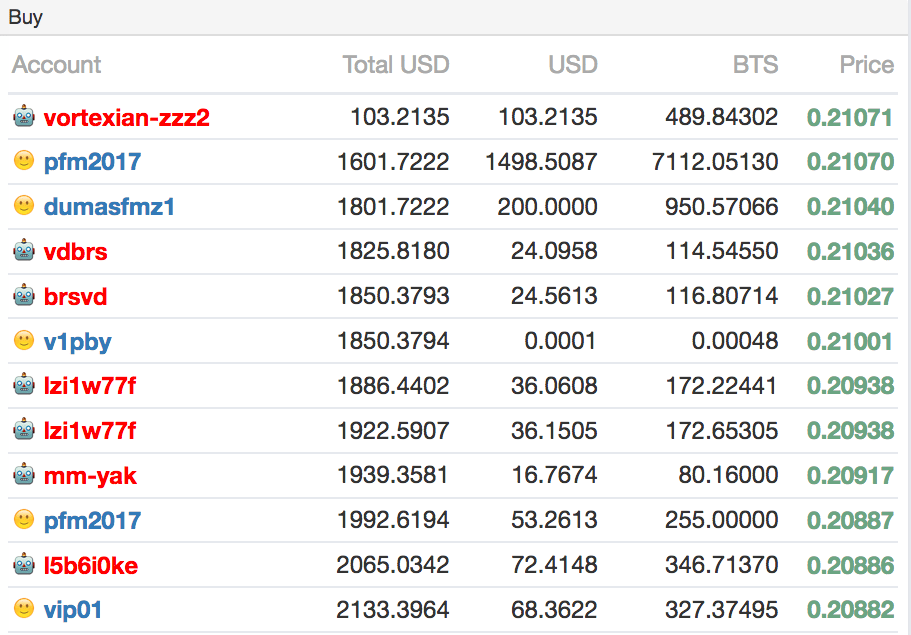 Buy
Account Total USD USD BTS Price
vortexian-zzz2 103.2135 103.2135 489.84302 0.21071
pfm2017 1601.7222 1498.5087 7112.05130 0.21070
dumasfmz1 1801.7222 200.0000 950.57066 0.21040
vdbrs 1825.8180 24.0958 114.54550 0.21036
brsvd 1850.3793 24.5613 116.80714 0.21027
v1pby 1850.3794 0.0001 0.00048 0.21001
lzi1w77f 1886.4402 36.0608 172.22441 0.20938
lzi1w77f 1922.5907 36.1505 172.65305 0.20938
mm-yak 1939.3581 16.7674 80.16000 0.20917
pfm2017 1992.6194 53.2613 255.00000 0.20887
l5b6i0ke 2065.0342 72.4148 346.71370 0.20886
vip01 2133.3964 68.3622 327.37495 0.20882